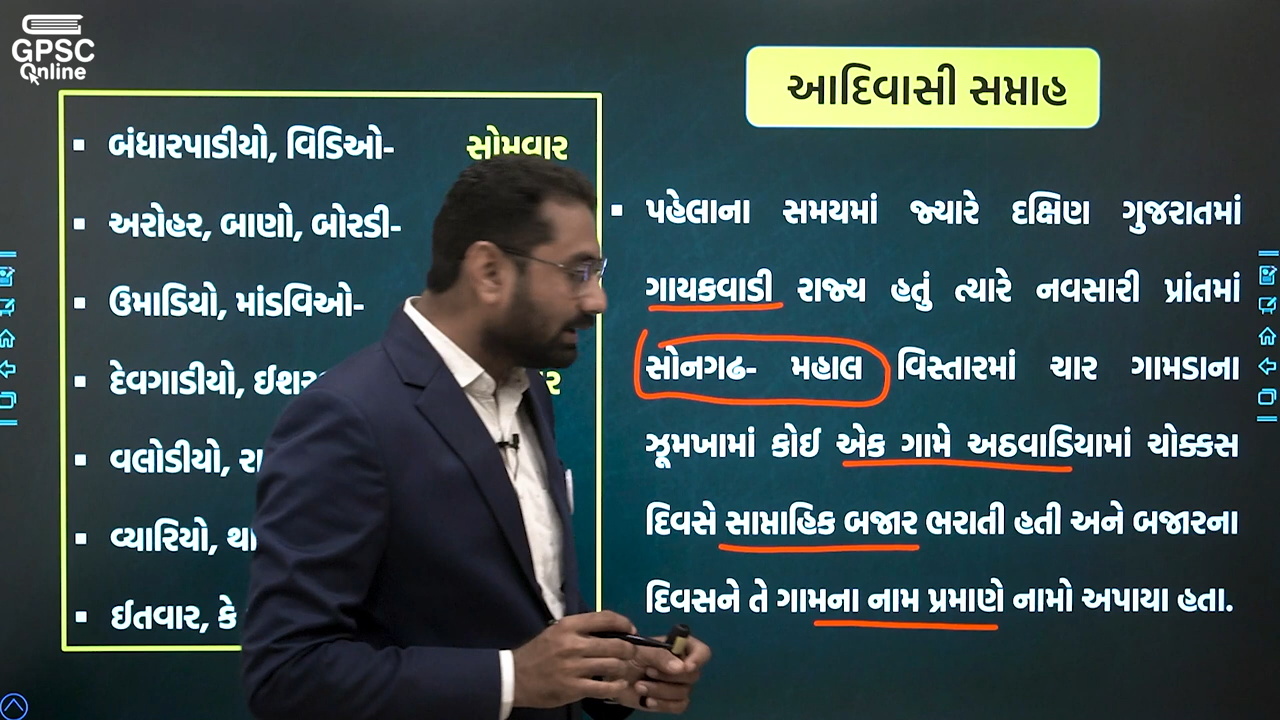 GPSC
Online
આદિવાસી સપ્તાહ
બંધારપાડીયો, વિડિઓ- સોમવાર
અરોહર, બાણો, બોરડી-
ઉમાડિયો, માંડવિઓ-
દેવગાડીયો,
વલોડીયો,
વ્યારિયો,
ઈતવાર, કે
પહેલાના સમયમાં જ્યારે દક્ષિણ ગુજરાતમાં
ગાયકવાડી રાજ્ય હતું ત્યારે નવસારી પ્રાંતમાં
સોનગઢ- મહાલ વિસ્તારમાં ચાર ગામડાના
ઝૂમખામાં કોઈ એક ગામે અઠવાડિયામાં ચોક્કસ
દિવસે સાપ્તાહિક બજાર ભરાતી હતી અને બજારના
દિવસને તે ગામના નામ પ્રમાણે નામો અપાયા હતા.